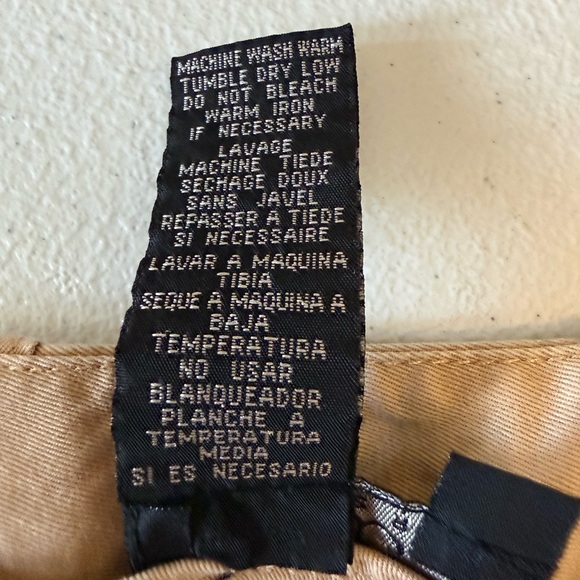 MACHINE WASH WARM
TUMBLE DRY LOW
DO NOT BLEACH
WARM IRON
IF NECESSARY
LAVAGE
MACHINE TIEDE
SECHAGE DOUX
SANS JAVEL
REPASSER A TIEDE
SI NECESSAIRE
LAVAR A MAQUINA
TIBIA
SEQUE A MAQUINA A
BAJA
TEMPERATURA
NO USAR
BLANQUEADOR
PLANCHE A
TEMPERATURA
MEDIA
SI ES NECESARIO